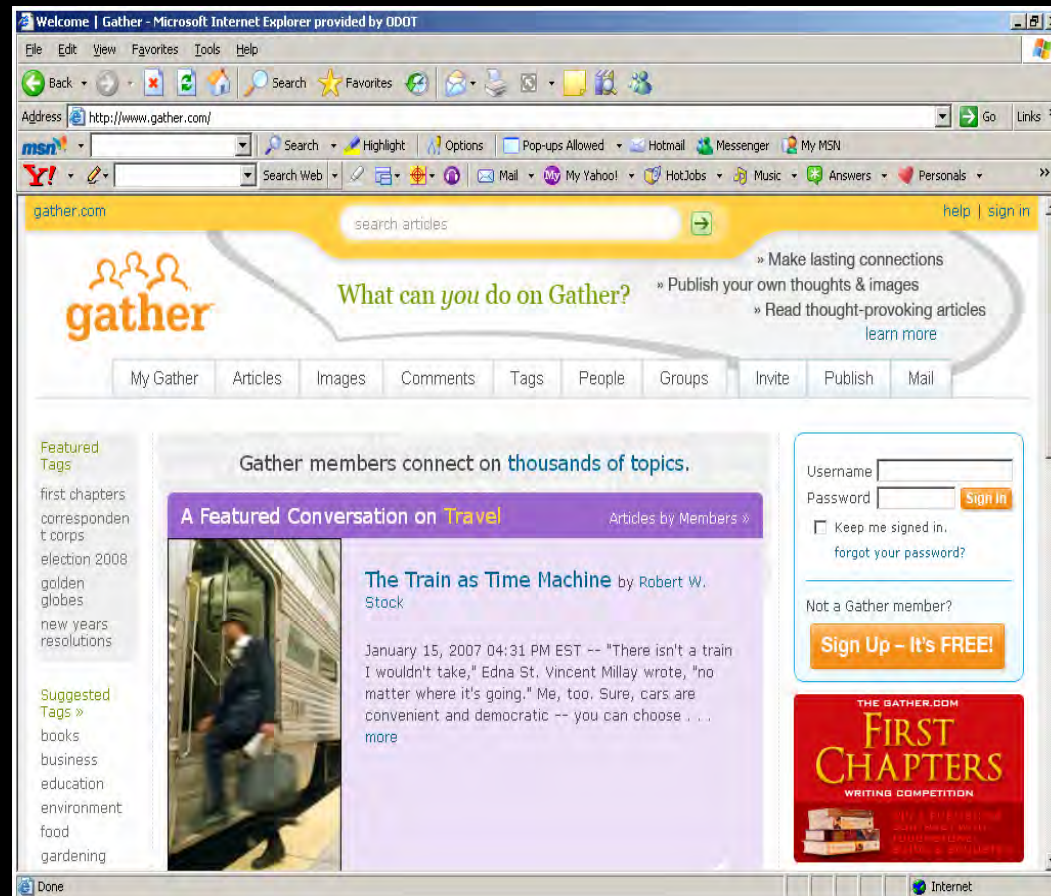 Welcome | Gather - Microsoft Internet Explorer provided by ODOT
File Edit View Favorites Tools Help
Back Search Favorites
Address http://www.gather.com/ Go Links
msn Search Highlight Options Pop-ups Allowed Hotmail Messenger My MSN
Y! Search Web Mail My My Yahoo! HotJobs Music Answers Personals »
gather.com search articles help | sign in
gather
What can you do on Gather?
» Make lasting connections
» Publish your own thoughts & images
» Read thought-provoking articles
learn more
My Gather Articles Images Comments Tags People Groups Invite Publish Mail
Featured
Tags
first chapters
corresponden
t corps
election 2008
golden
globes
new years
resolutions
Suggested
Tags »
books
business
education
environment
food
gardening
Gather members connect on thousands of topics.
A Featured Conversation on Travel Articles by Members »
The Train as Time Machine by Robert W.
Stock
January 15, 2007 04:31 PM EST -- "There isn't a train
I wouldn't take," Edna St. Vincent Millay wrote, "no
matter where it's going." Me, too. Sure, cars are
convenient and democratic -- you can choose . . .
more
Username
Password Sign In
Keep me signed in.
forgot your password?
Not a Gather member?
Sign Up – It's FREE!
THE GATHER.COM
FIRST
CHAPTERS
WRITING COMPETITION
Done Internet